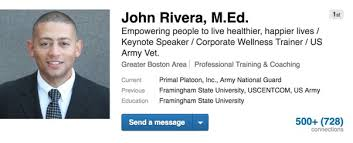 John Rivera, M.Ed.
1st
Empowering people to live healthier, happier lives /
Keynote Speaker / Corporate Wellness Trainer / US
Army Vet.
Greater Boston Area | Professional Training & Coaching
Current Primal Platoon, Inc., Army National Guard
Previous Framingham State University, USCENTCOM, US Army
Education Framingham State University
Send a message
500+ (728)
connections